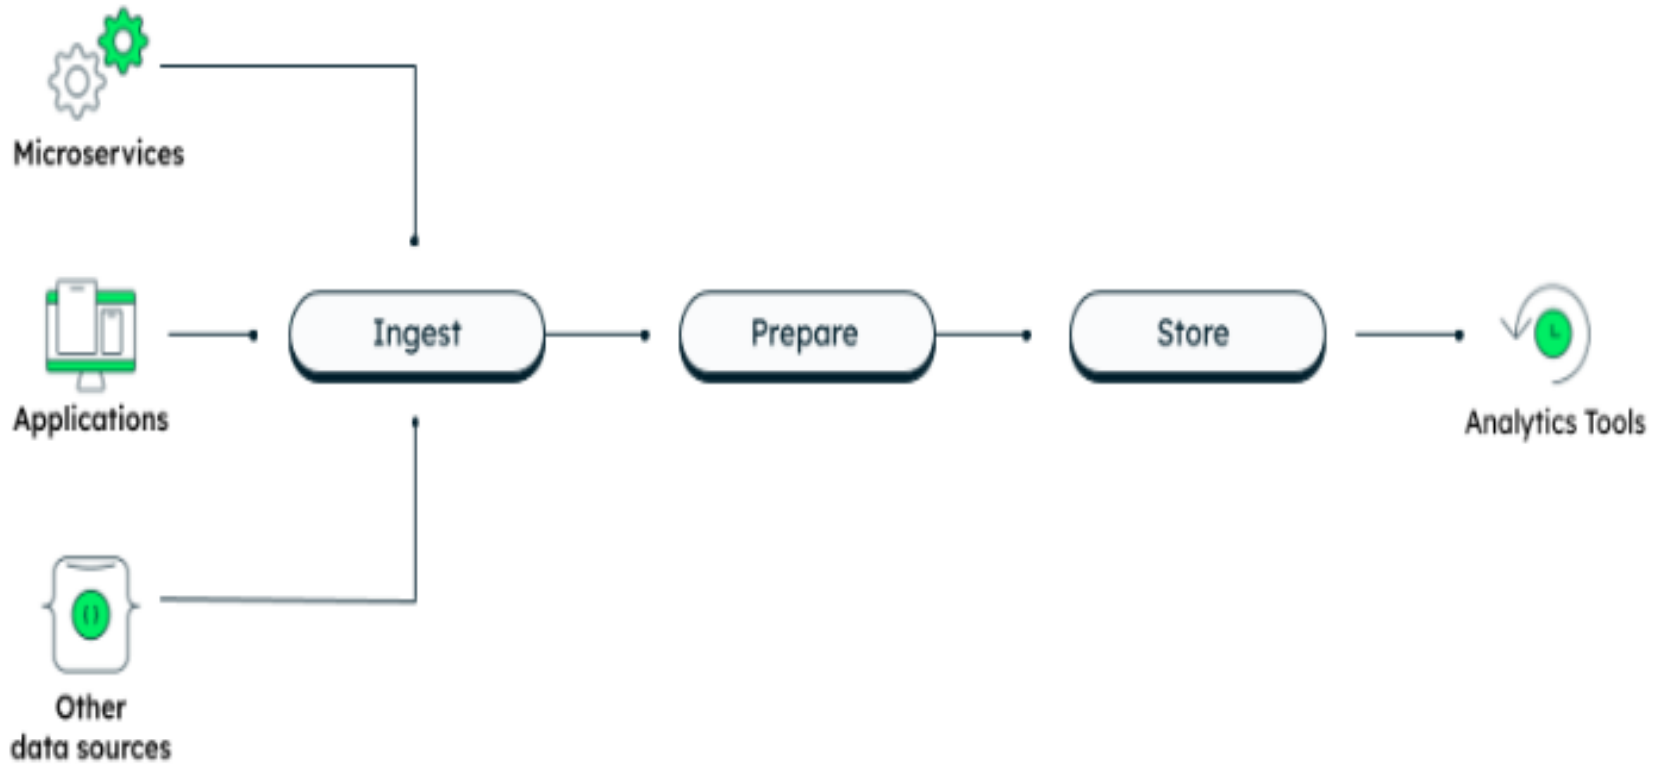 Microservices
Applications
Ingest
Prepare
Store
Analytics Tools
Other
data sources